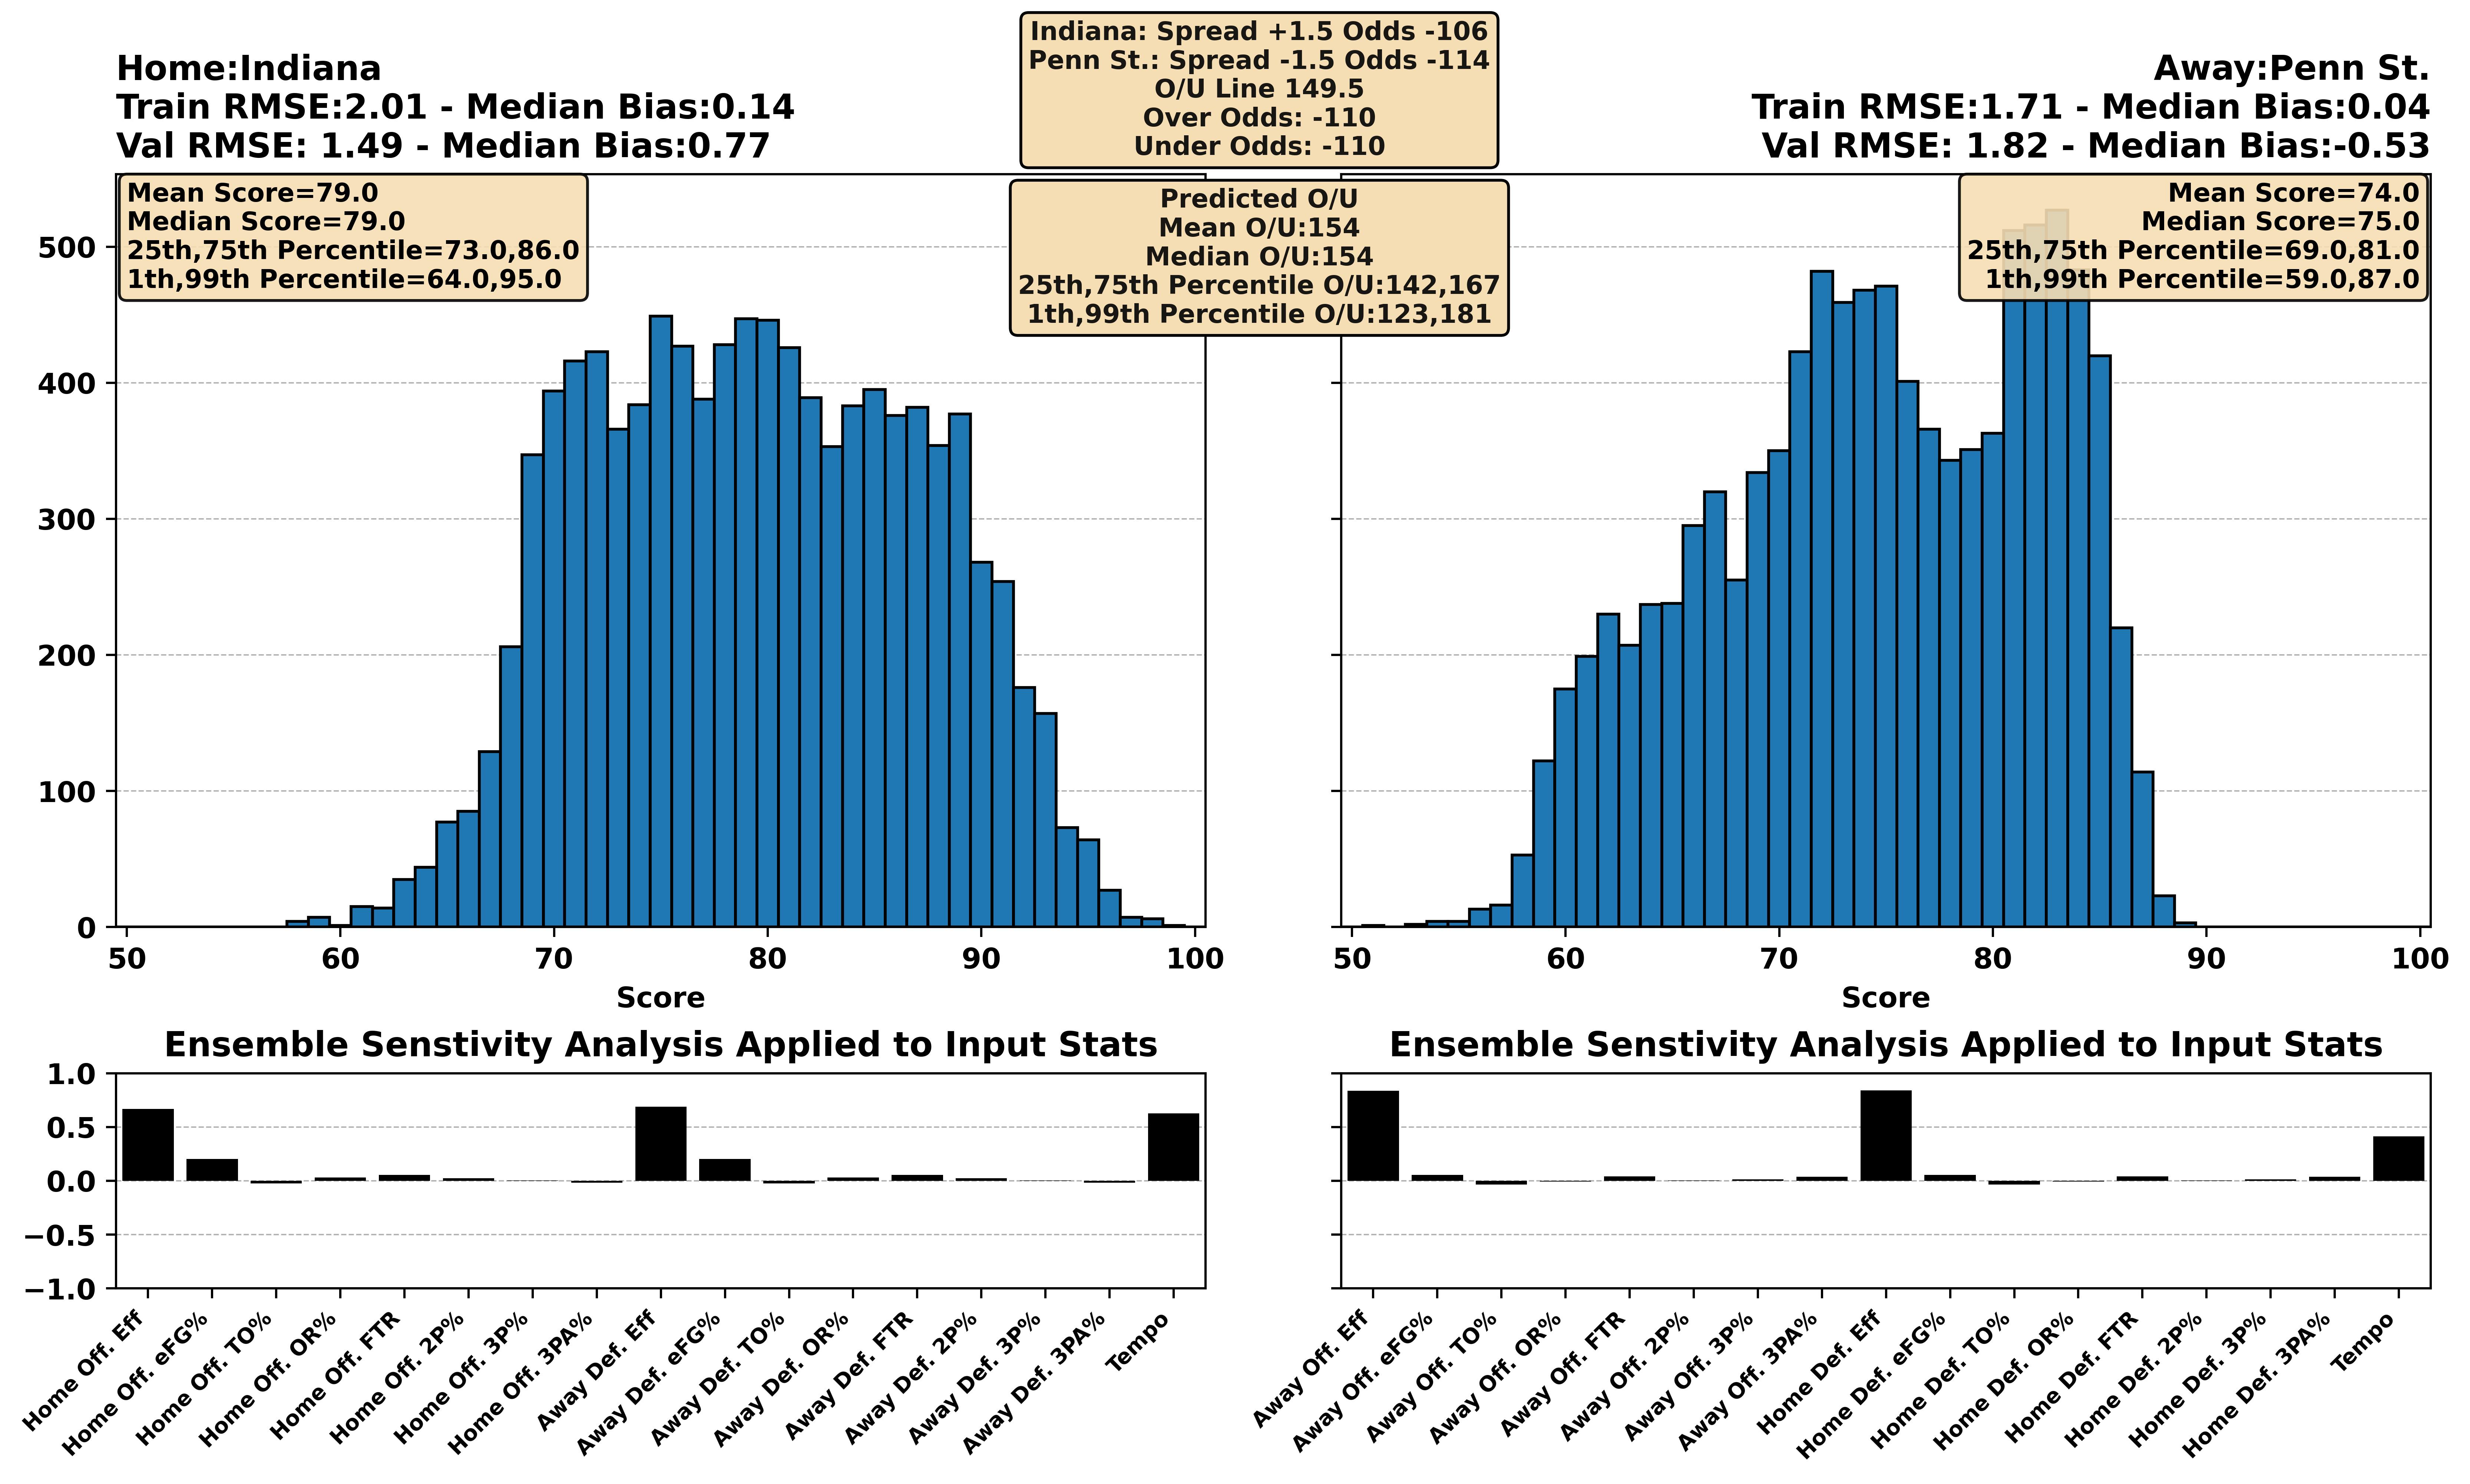 Indiana: Spread +1.5 Odds -106
Penn St.: Spread -1.5 Odds -114
O/U Line 149.5
Over Odds: -110
Under Odds: -110
Home:Indiana
Train RMSE:2.01 - Median Bias:0.14
Val RMSE: 1.49 - Median Bias:0.77
Away:Penn St.
Train RMSE:1.71 - Median Bias:0.04
Val RMSE: 1.82 - Median Bias:-0.53
Mean Score=79.0
Median Score=79.0
25th,75th Percentile=73.0,86.0
1th,99th Percentile=64.0,95.0
Predicted O/U
Mean O/U:154
Median O/U:154
25th,75th Percentile O/U:142,167
1th,99th Percentile O/U:123,181
Mean Score=74.0
Median Score=75.0
25th,75th Percentile=69.0,81.0
1th,99th Percentile=59.0,87.0
500
400
300
200
100
0
50 60 70 80 90 100
Score
50 60 70 80 90 100
Score
Ensemble Senstivity Analysis Applied to Input Stats
Ensemble Senstivity Analysis Applied to Input Stats
1.0
0.5
0.0
−0.5
−1.0
Home Off. Eff
Home Off. eFG%
Home Off. TO%
Home Off. OR%
Home Off. FTR
Home Off. 2P%
Home Off. 3P%
Home Off. 3PA%
Away Def. Eff
Away Def. eFG%
Away Def. TO%
Away Def. OR%
Away Def. FTR
Away Def. 2P%
Away Def. 3P%
Away Def. 3PA%
Tempo
Away Off. Eff
Away Off. eFG%
Away Off. TO%
Away Off. OR%
Away Off. FTR
Away Off. 2P%
Away Off. 3P%
Away Off. 3PA%
Home Def. Eff
Home Def. eFG%
Home Def. TO%
Home Def. OR%
Home Def. FTR
Home Def. 2P%
Home Def. 3P%
Home Def. 3PA%
Tempo